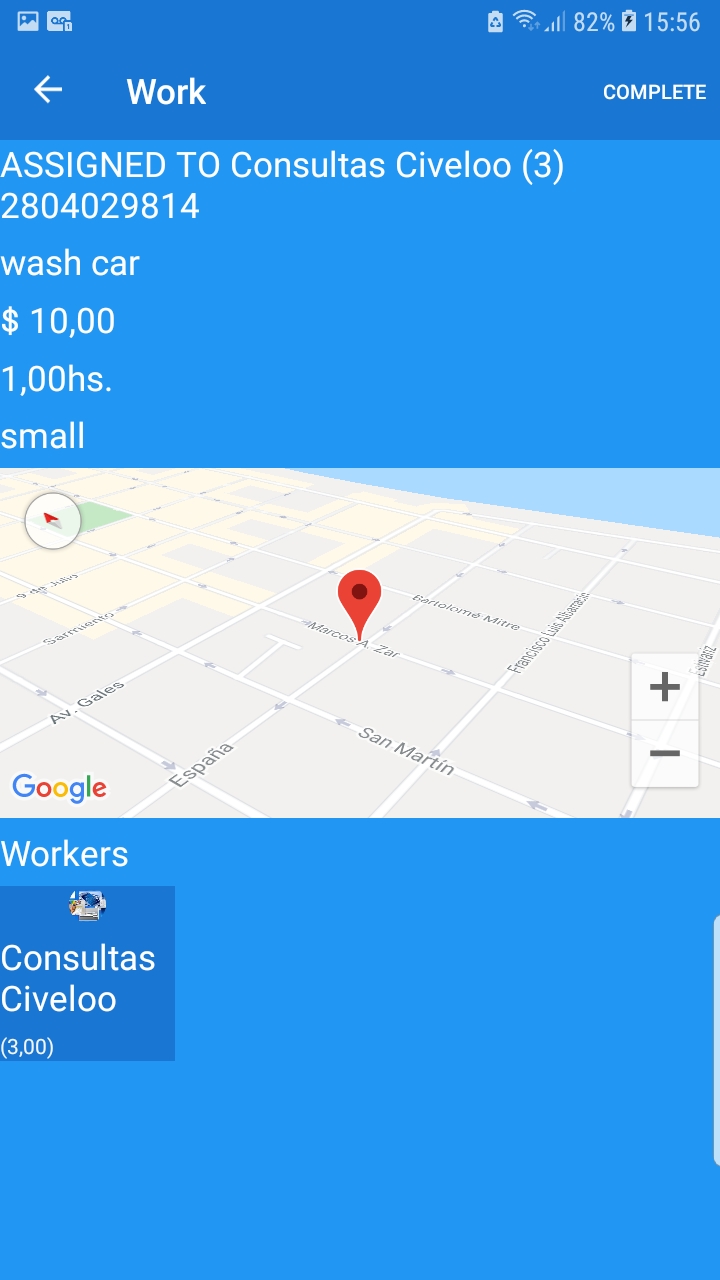 82% 15:56
Work COMPLETE
ASSIGNED TO Consultas Civeloo (3)
2804029814
wash car
$ 10,00
1,00hs.
small
9 de Julio
Sarmiento
Av. Gales
España
Marcos A. Zar
Bartolomé Mitre
Francisco Luis Albarracín
San Martín
Google
+
−
Workers
Consultas
Civeloo
(3,00)